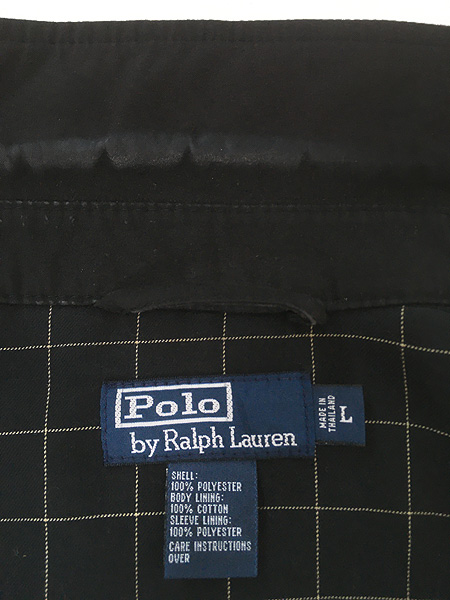 Polo
by Ralph Lauren
MADE IN
THAILAND
L
SHELL:
100% POLYESTER
BODY LINING:
100% COTTON
SLEEVE LINING:
100% POLYESTER
CARE INSTRUCTIONS
OVER